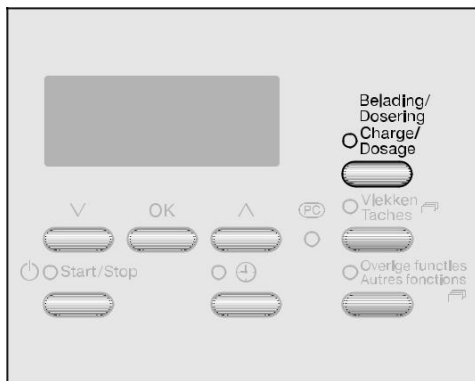 Belading/
Dosering
Charge/
Dosage
OK
PC
Vlekken
Taches
Start/Stop
Overige functies
Autres fonctions